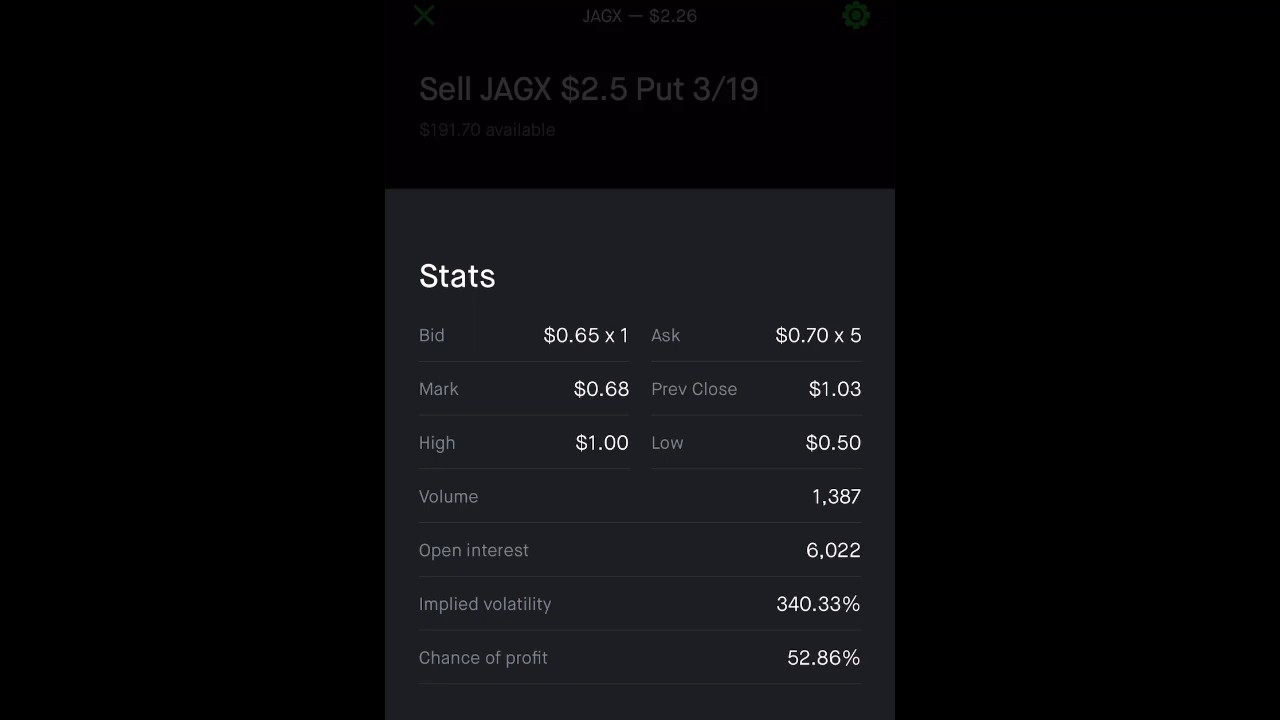 JAGX — $2.26
Sell JAGX $2.5 Put 3/19
$191.70 available
Stats
Bid $0.65 x 1 Ask $0.70 x 5
Mark $0.68 Prev Close $1.03
High $1.00 Low $0.50
Volume 1,387
Open interest 6,022
Implied volatility 340.33%
Chance of profit 52.86%